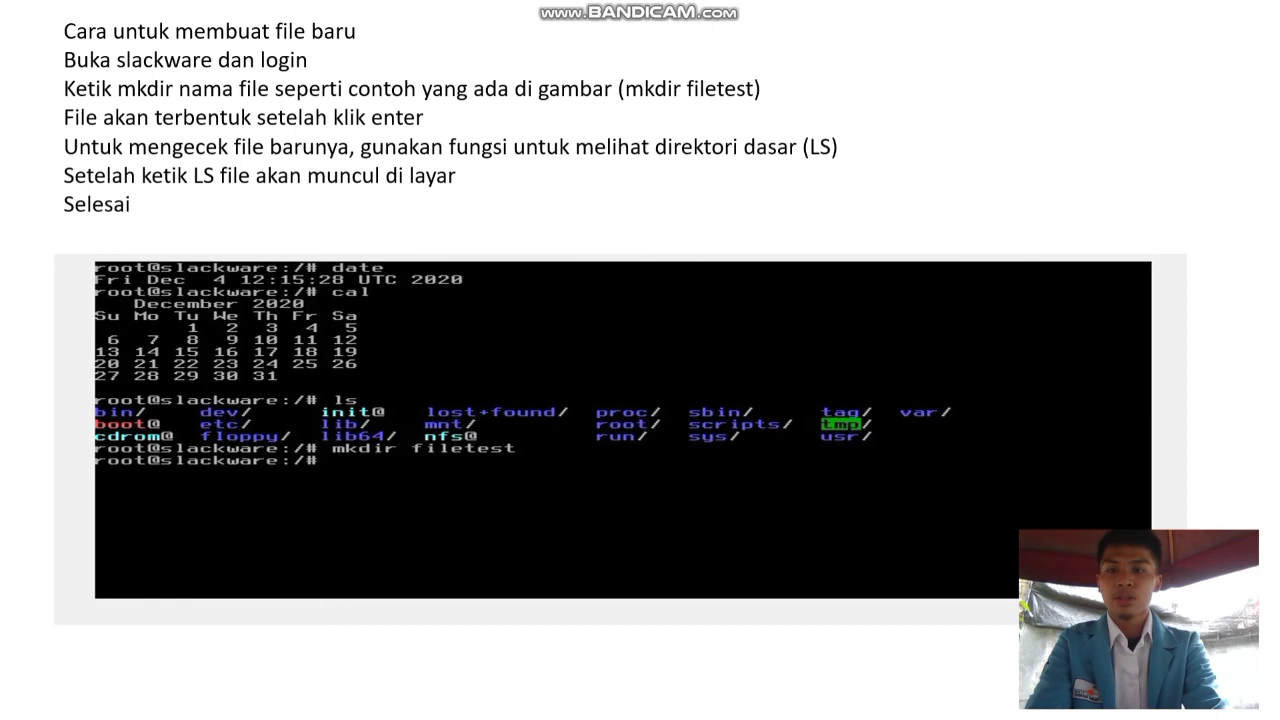 www.BANDICAM.com
Cara untuk membuat file baru
Buka slackware dan login
Ketik mkdir nama file seperti contoh yang ada di gambar (mkdir filetest)
File akan terbentuk setelah klik enter
Untuk mengecek file barunya, gunakan fungsi untuk melihat direktori dasar (LS)
Setelah ketik LS file akan muncul di layar
Selesai
root@slackware:/# date
Fri Dec  4 12:15:28 UTC 2020
root@slackware:/# cal
December 2020
Su Mo Tu We Th Fr Sa
1 2 3 4 5
6 7 8 9 10 11 12
13 14 15 16 17 18 19
20 21 22 23 24 25 26
27 28 29 30 31
root@slackware:/# ls
bin/ dev/ init@ lost+found/ proc/ sbin/ tag/ var/
boot@ etc/ lib/ mnt/ root/ scripts/ tmp/
cdrom@ floppy/ lib64/ nfs@ run/ sys/ usr/
root@slackware:/# mkdir filetest
root@slackware:/#